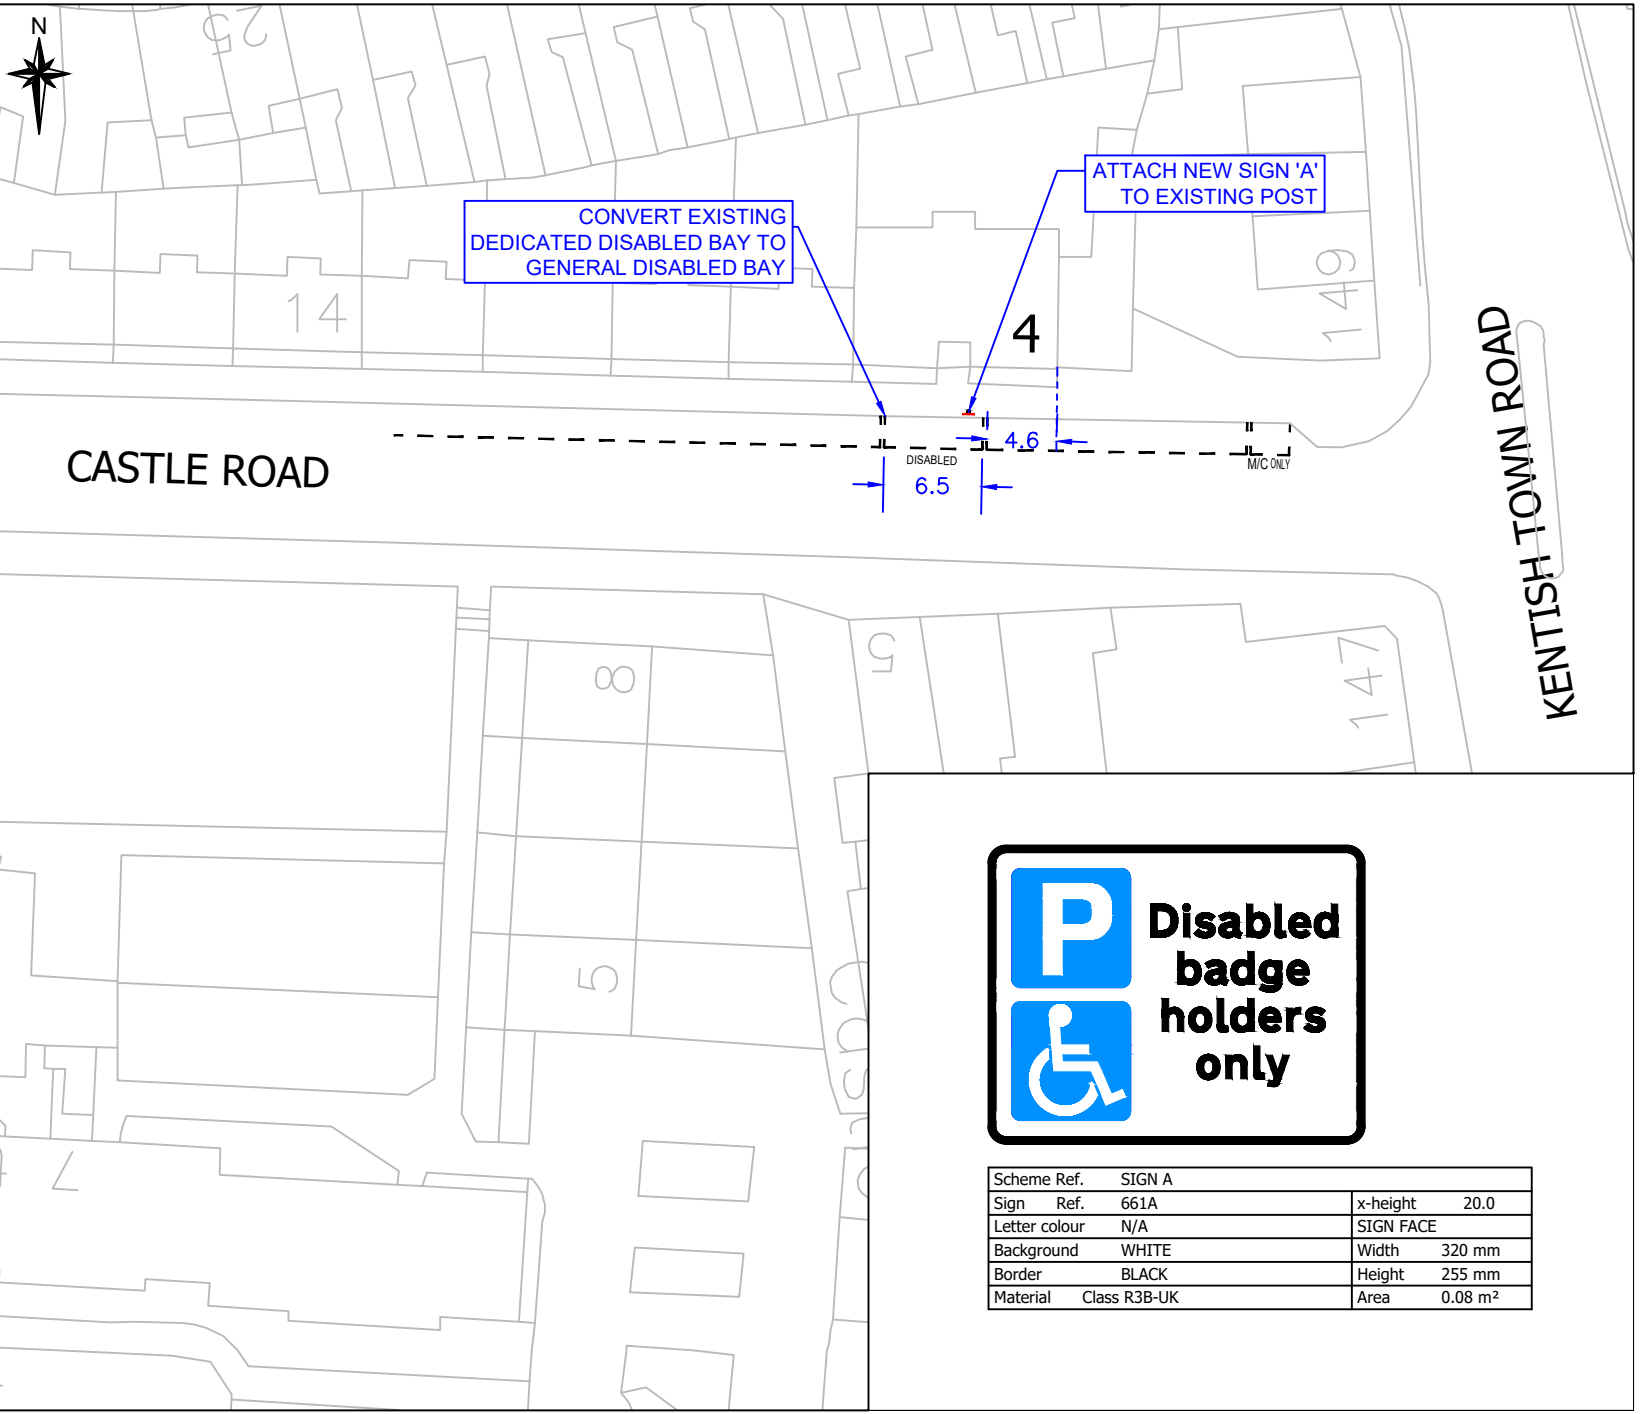 N
25
ATTACH NEW SIGN 'A'
TO EXISTING POST
CONVERT EXISTING
DEDICATED DISABLED BAY TO
GENERAL DISABLED BAY
14
4
149
KENTISH TOWN ROAD
4.6
CASTLE ROAD
DISABLED
M/C ONLY
6.5
8
5
147
5
7
P
Disabled
badge
holders
only
Scheme Ref. SIGN A
Sign Ref. 661A x-height 20.0
Letter colour N/A SIGN FACE
Background WHITE Width 320 mm
Border BLACK Height 255 mm
Material Class R3B-UK Area 0.08 m²